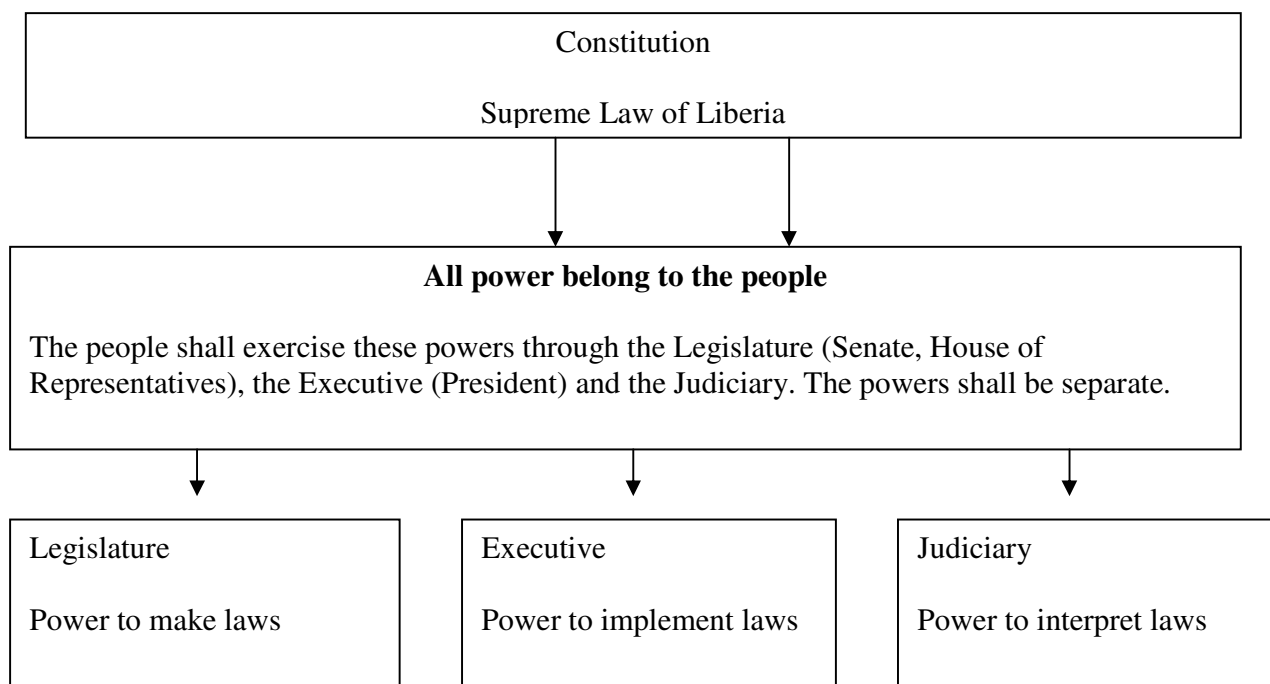 Constitution
Supreme Law of Liberia
All power belong to the people
The people shall exercise these powers through the Legislature (Senate, House of
Representatives), the Executive (President) and the Judiciary. The powers shall be separate.
Legislature
Power to make laws
Executive
Power to implement laws
Judiciary
Power to interpret laws